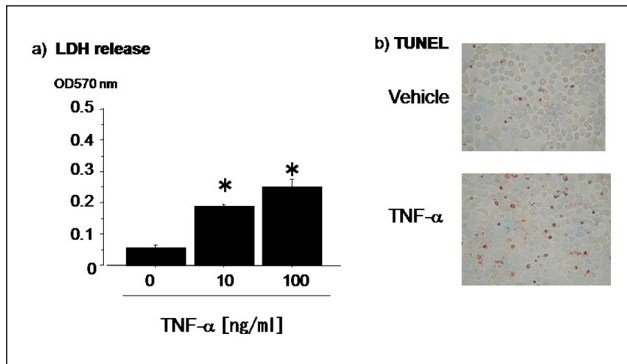 a) LDH release
OD570 nm
0.5
0.4
0.3
0.2
0.1
0
* *
0 10 100
TNF-α [ng/ml]
b) TUNEL
Vehicle
TNF-α